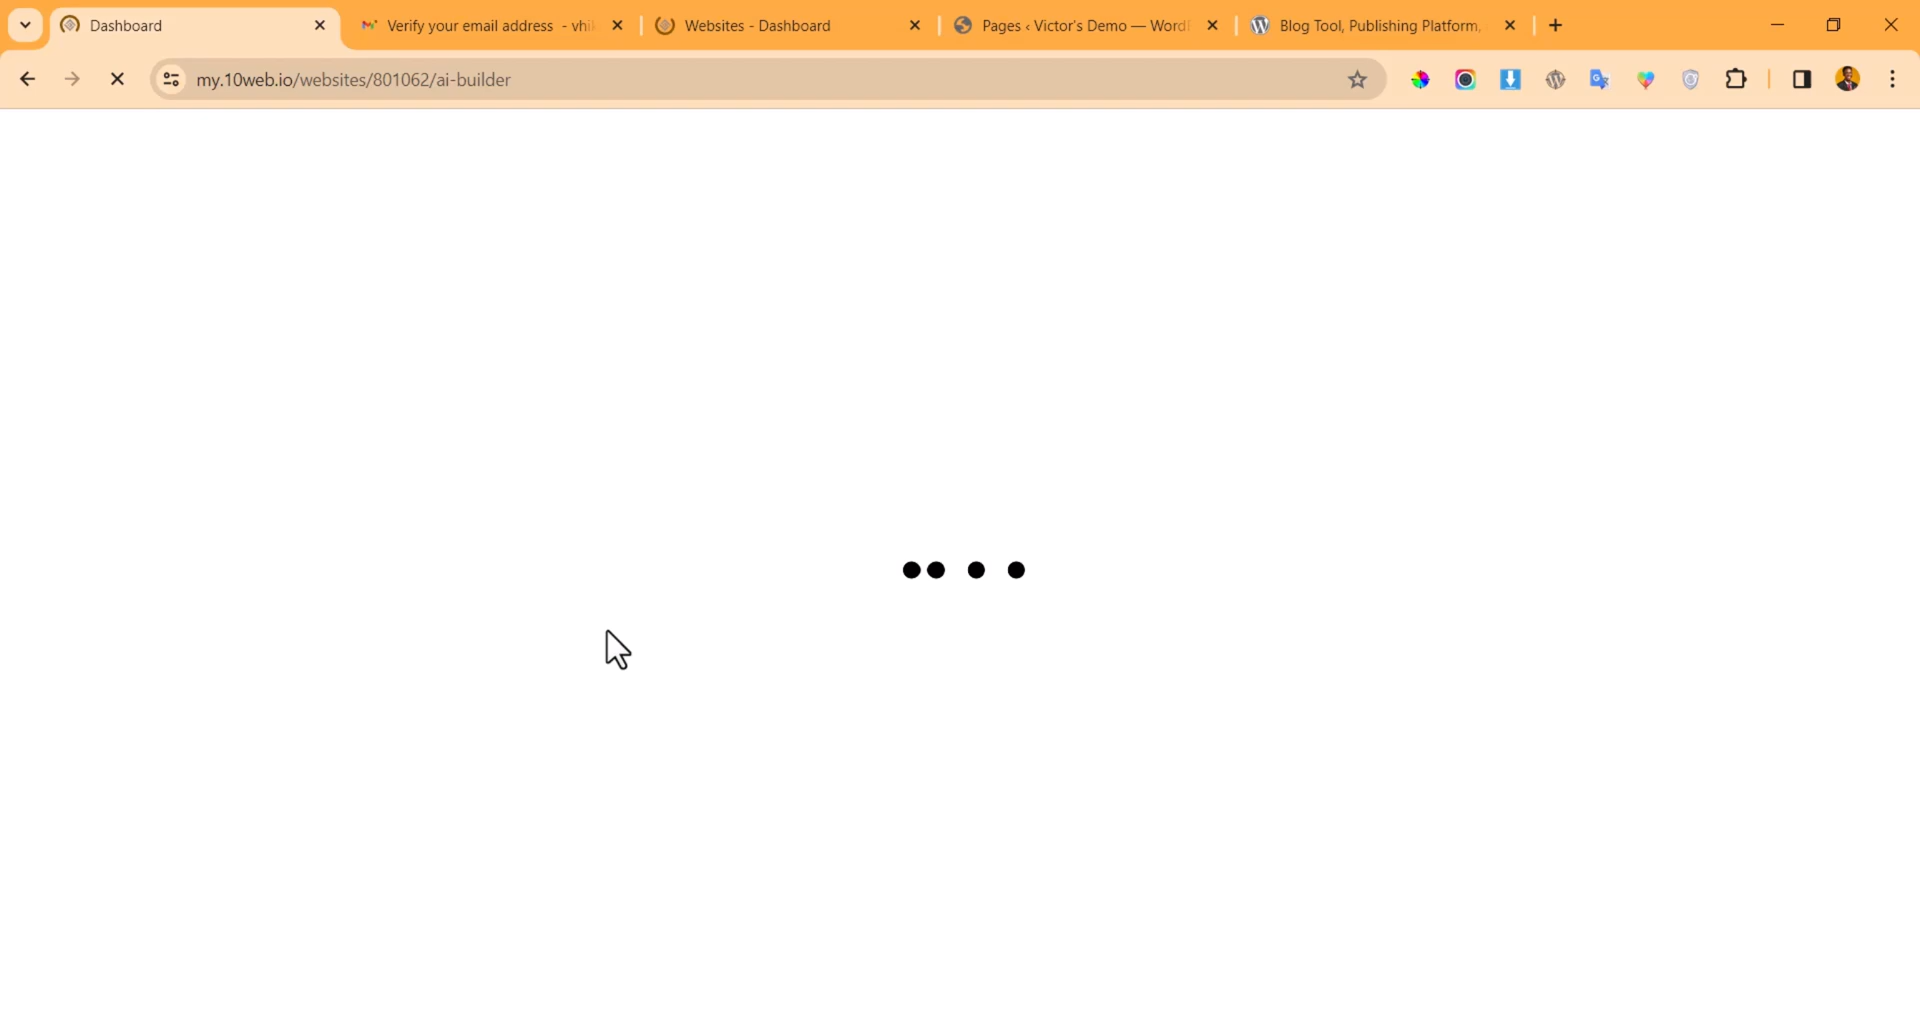 Dashboard
Verify your email address - vhi
Websites - Dashboard
Pages ‹ Victor's Demo — Word
Blog Tool, Publishing Platform,
my.10web.io/websites/801062/ai-builder